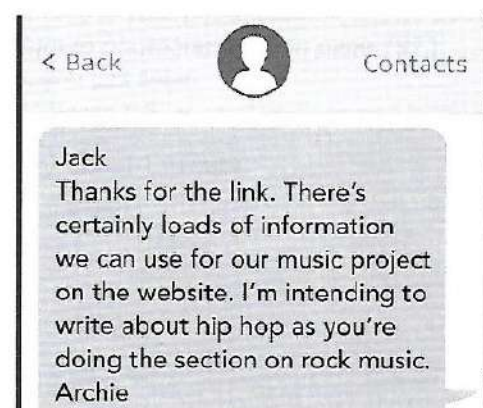 < Back
Contacts
Jack
Thanks for the link. There's
certainly loads of information
we can use for our music project
on the website. I'm intending to
write about hip hop as you're
doing the section on rock music.
Archie